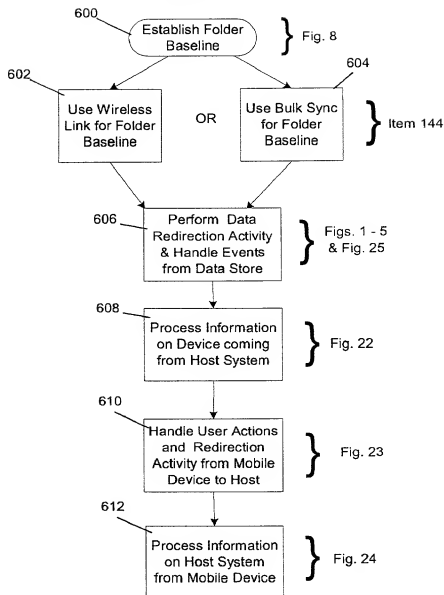 600
Establish Folder
Baseline
Fig. 8
602
604
Use Wireless
Link for Folder
Baseline
OR
Use Bulk Sync
for Folder
Baseline
Item 144
606
Perform Data
Redirection Activity
& Handle Events
from Data Store
Figs. 1 - 5
& Fig. 25
608
Process Information
on Device coming
from Host System
Fig. 22
610
Handle User Actions
and Redirection
Activity from Mobile
Device to Host
Fig. 23
612
Process Information
on Host System
from Mobile Device
Fig. 24